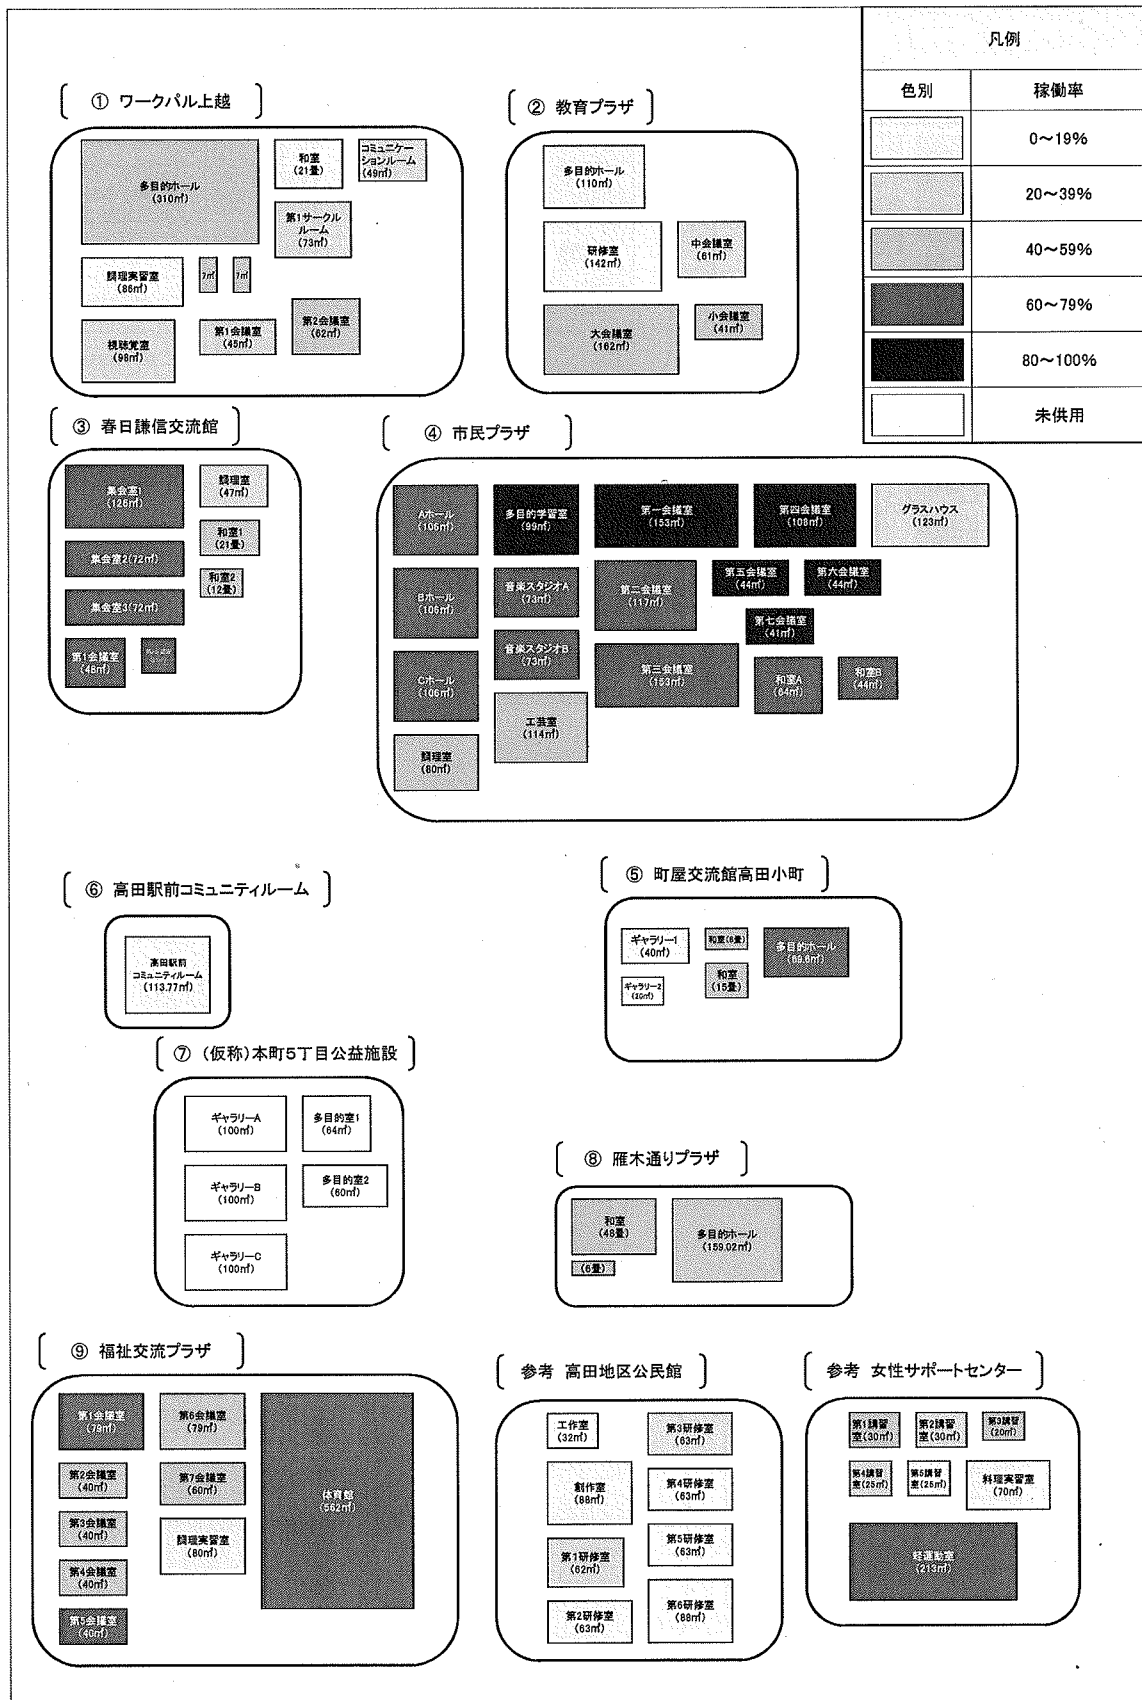 凡例
色別 稼働率
0～19%
20～39%
40～59%
60～79%
80～100%
未供用
① ワークパル上越
多目的ホール
(310㎡)
和室
(21畳)
コミュニケー
ションルーム
(49㎡)
第1サークル
ルーム
(73㎡)
調理実習室
(86㎡)
7㎡
7㎡
視聴覚室
(98㎡)
第1会議室
(45㎡)
第2会議室
(62㎡)
② 教育プラザ
多目的ホール
(110㎡)
研修室
(142㎡)
中会議室
(61㎡)
大会議室
(162㎡)
小会議室
(41㎡)
③ 春日謙信交流館
集会室1
(126㎡)
調理室
(47㎡)
集会室2(72㎡)
和室1
(21畳)
和室2
(12畳)
集会室3(72㎡)
第1会議室
(48㎡)
④ 市民プラザ
Aホール
(106㎡)
多目的学習室
(99㎡)
第一会議室
(153㎡)
第四会議室
(108㎡)
グラスハウス
(123㎡)
Bホール
(106㎡)
音楽スタジオA
(73㎡)
第二会議室
(117㎡)
第五会議室
(44㎡)
第六会議室
(44㎡)
第七会議室
(41㎡)
Cホール
(106㎡)
音楽スタジオB
(73㎡)
第三会議室
(153㎡)
和室A
(64㎡)
和室B
(44㎡)
工芸室
(114㎡)
調理室
(80㎡)
⑥ 高田駅前コミュニティルーム
高田駅前
コミュニティルーム
(113.77㎡)
⑤ 町屋交流館高田小町
ギャラリー1
(40㎡)
和室(8畳)
多目的ホール
(69.6㎡)
ギャラリー2
(20㎡)
和室
(15畳)
⑦ (仮称)本町5丁目公益施設
ギャラリーA
(100㎡)
多目的室1
(64㎡)
ギャラリーB
(100㎡)
多目的室2
(60㎡)
ギャラリーC
(100㎡)
⑧ 雁木通りプラザ
和室
(48畳)
多目的ホール
(159.02㎡)
(6畳)
⑨ 福祉交流プラザ
第1会議室
(79㎡)
第6会議室
(79㎡)
体育館
(562㎡)
第2会議室
(40㎡)
第7会議室
(60㎡)
第3会議室
(40㎡)
調理実習室
(80㎡)
第4会議室
(40㎡)
第5会議室
(40㎡)
参考 高田地区公民館
工作室
(32㎡)
第3研修室
(63㎡)
創作室
(88㎡)
第4研修室
(63㎡)
第1研修室
(62㎡)
第5研修室
(63㎡)
第2研修室
(63㎡)
第6研修室
(88㎡)
参考 女性サポートセンター
第1講習
室(30㎡)
第2講習
室(30㎡)
第3講習
室(20㎡)
第4講習
室(25㎡)
第5講習
室(25㎡)
料理実習室
(70㎡)
軽運動室
(213㎡)